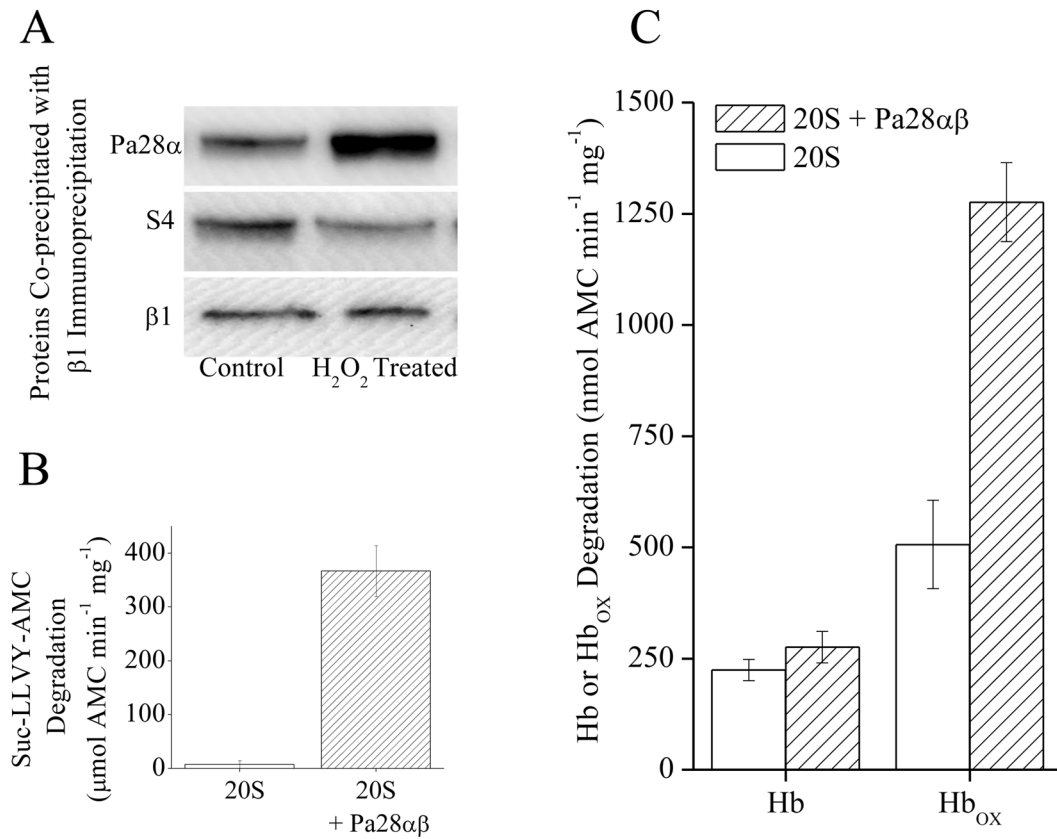 A
Proteins Co-precipitated with
β1 Immunoprecipitation
Pa28α
S4
β1
Control
H₂O₂ Treated
B
Suc-LLVY-AMC
Degradation
(μmol AMC min⁻¹ mg⁻¹)
400
300
200
100
0
20S
20S
+ Pa28αβ
C
Hb or Hb_OX Degradation (nmol AMC min⁻¹ mg⁻¹)
1500
1250
1000
750
500
250
0
20S + Pa28αβ
20S
Hb
Hb_OX